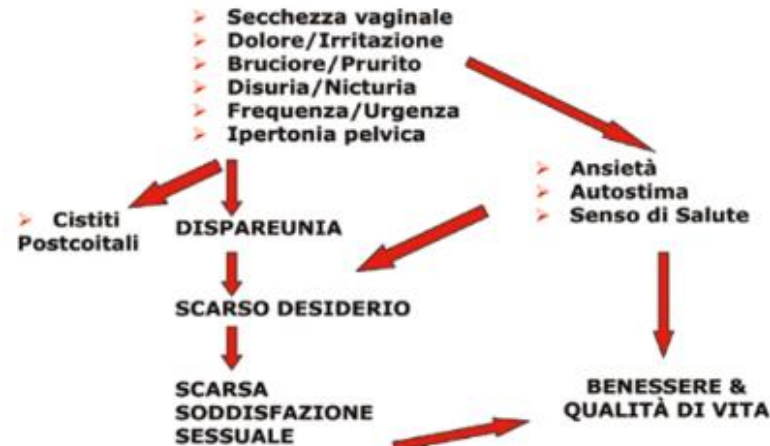 Secchezza vaginale
Dolore/Irritazione
Bruciore/Prurito
Disuria/Nicturia
Frequenza/Urgenza
Ipertonia pelvica
Ansietà
Autostima
Senso di Salute
Cistiti
Postcoitali
DISPAREUNIA
SCARSO DESIDERIO
SCARSA
SODDISFAZIONE
SESSUALE
BENESSERE &
QUALITÀ DI VITA